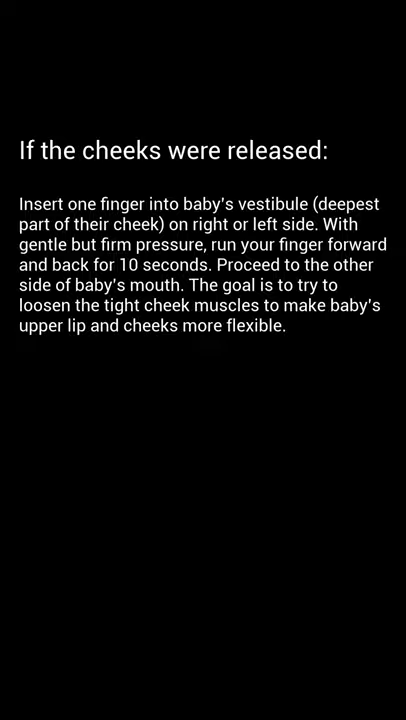 If the cheeks were released:
Insert one finger into baby's vestibule (deepest
part of their cheek) on right or left side. With
gentle but firm pressure, run your finger forward
and back for 10 seconds. Proceed to the other
side of baby's mouth. The goal is to try to
loosen the tight cheek muscles to make baby's
upper lip and cheeks more flexible.